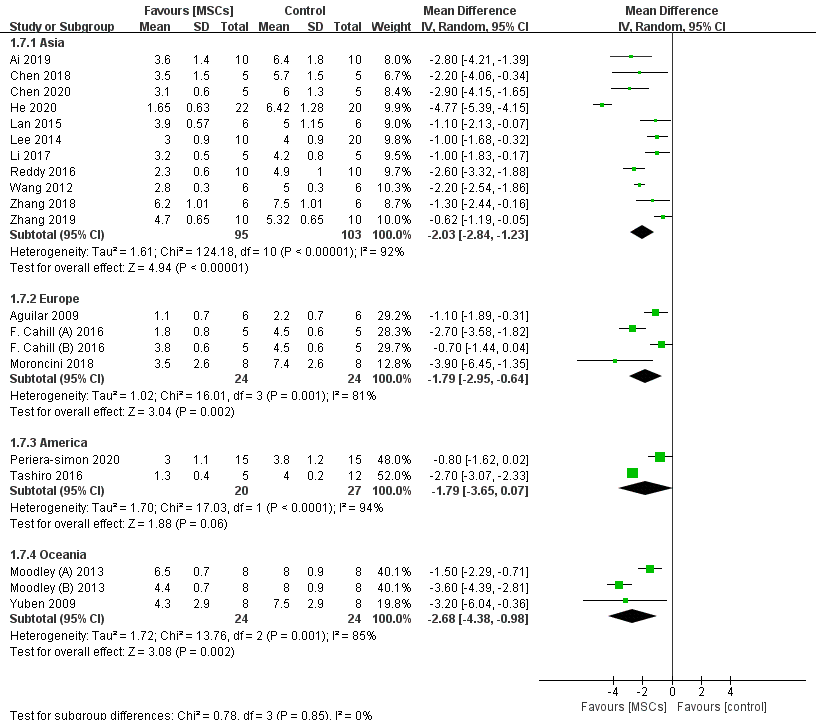 Favours [MSCs] Control Mean Difference Mean Difference
Study or Subgroup Mean SD Total Mean SD Total Weight IV, Random, 95% CI IV, Random, 95% CI
1.7.1 Asia
Ai 2019 3.6 1.4 10 6.4 1.8 10 8.0% -2.80 [-4.21, -1.39]
Chen 2018 3.5 1.5 5 5.7 1.5 5 7.0% -2.20 [-4.06, -0.34]
Chen 2020 3.1 0.6 5 6 1.3 5 8.5% -2.90 [-4.15, -1.65]
He 2020 1.65 0.63 22 6.42 1.28 20 9.9% -4.77 [-5.39, -4.15]
Lan 2015 3.9 0.57 6 5 1.15 6 9.0% -1.10 [-2.13, -0.07]
Lee 2014 3 0.9 10 4 0.9 20 9.8% -1.00 [-1.68, -0.32]
Li 2017 3.2 0.5 5 4.2 0.8 5 9.5% -1.00 [-1.83, -0.17]
Reddy 2016 2.3 0.6 10 4.9 1 10 9.7% -2.60 [-3.32, -1.88]
Wang 2012 2.8 0.3 6 5 0.3 6 10.3% -2.20 [-2.54, -1.86]
Zhang 2018 6.2 1.01 6 7.5 1.01 6 8.7% -1.30 [-2.44, -0.16]
Zhang 2019 4.7 0.65 10 5.32 0.65 10 10.0% -0.62 [-1.19, -0.05]
Subtotal (95% CI) 95 103 100.0% -2.03 [-2.84, -1.23]
Heterogeneity: Tau² = 1.61; Chi² = 124.18, df = 10 (P < 0.00001); I² = 92%
Test for overall effect: Z = 4.94 (P < 0.00001)
1.7.2 Europe
Aguilar 2009 1.1 0.7 6 2.2 0.7 6 29.2% -1.10 [-1.89, -0.31]
F. Cahill (A) 2016 1.8 0.8 5 4.5 0.6 5 28.3% -2.70 [-3.58, -1.82]
F. Cahill (B) 2016 3.8 0.6 5 4.5 0.6 5 29.7% -0.70 [-1.44, 0.04]
Moroncini 2018 3.5 2.6 8 7.4 2.6 8 12.8% -3.90 [-6.45, -1.35]
Subtotal (95% CI) 24 24 100.0% -1.79 [-2.95, -0.64]
Heterogeneity: Tau² = 1.02; Chi² = 16.01, df = 3 (P = 0.001); I² = 81%
Test for overall effect: Z = 3.04 (P = 0.002)
1.7.3 America
Periera-simon 2020 3 1.1 15 3.8 1.2 15 48.0% -0.80 [-1.62, 0.02]
Tashiro 2016 1.3 0.4 5 4 0.2 12 52.0% -2.70 [-3.07, -2.33]
Subtotal (95% CI) 20 27 100.0% -1.79 [-3.65, 0.07]
Heterogeneity: Tau² = 1.70; Chi² = 17.03, df = 1 (P < 0.0001); I² = 94%
Test for overall effect: Z = 1.88 (P = 0.06)
1.7.4 Oceania
Moodley (A) 2013 6.5 0.7 8 8 0.9 8 40.1% -1.50 [-2.29, -0.71]
Moodley (B) 2013 4.4 0.7 8 8 0.9 8 40.1% -3.60 [-4.39, -2.81]
Yuben 2009 4.3 2.9 8 7.5 2.9 8 19.8% -3.20 [-6.04, -0.36]
Subtotal (95% CI) 24 24 100.0% -2.68 [-4.38, -0.98]
Heterogeneity: Tau² = 1.72; Chi² = 13.76, df = 2 (P = 0.001); I² = 85%
Test for overall effect: Z = 3.08 (P = 0.002)
-4 -2 0 2 4
Favours [MSCs] Favours [control]
Test for subgroup differences: Chi² = 0.78, df = 3 (P = 0.85), I² = 0%